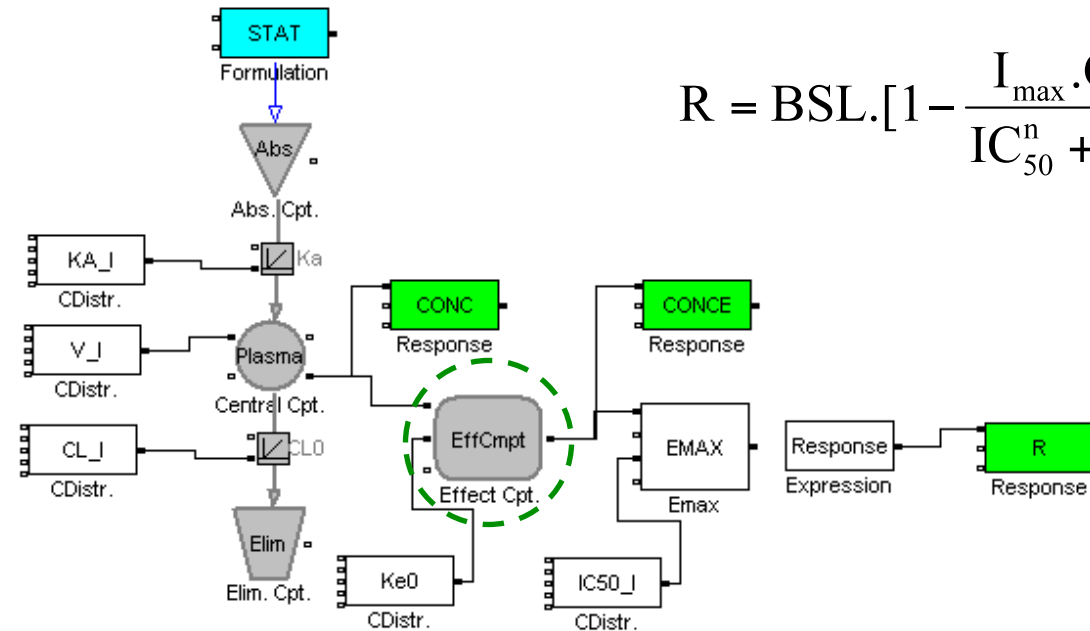 STAT
Formulation
R = BSL.[1 − I_max .
IC_50^n +
Abs
Abs. Cpt.
KA_I
CDistr.
Ka
V_I
CDistr.
Plasma
Central Cpt.
CONC
Response
CONCE
Response
CL_I
CDistr.
CL0
EffCmpt
Effect Cpt.
EMAX
Emax
Response
Expression
R
Response
Elim
Elim. Cpt.
Ke0
CDistr.
IC50_I
CDistr.